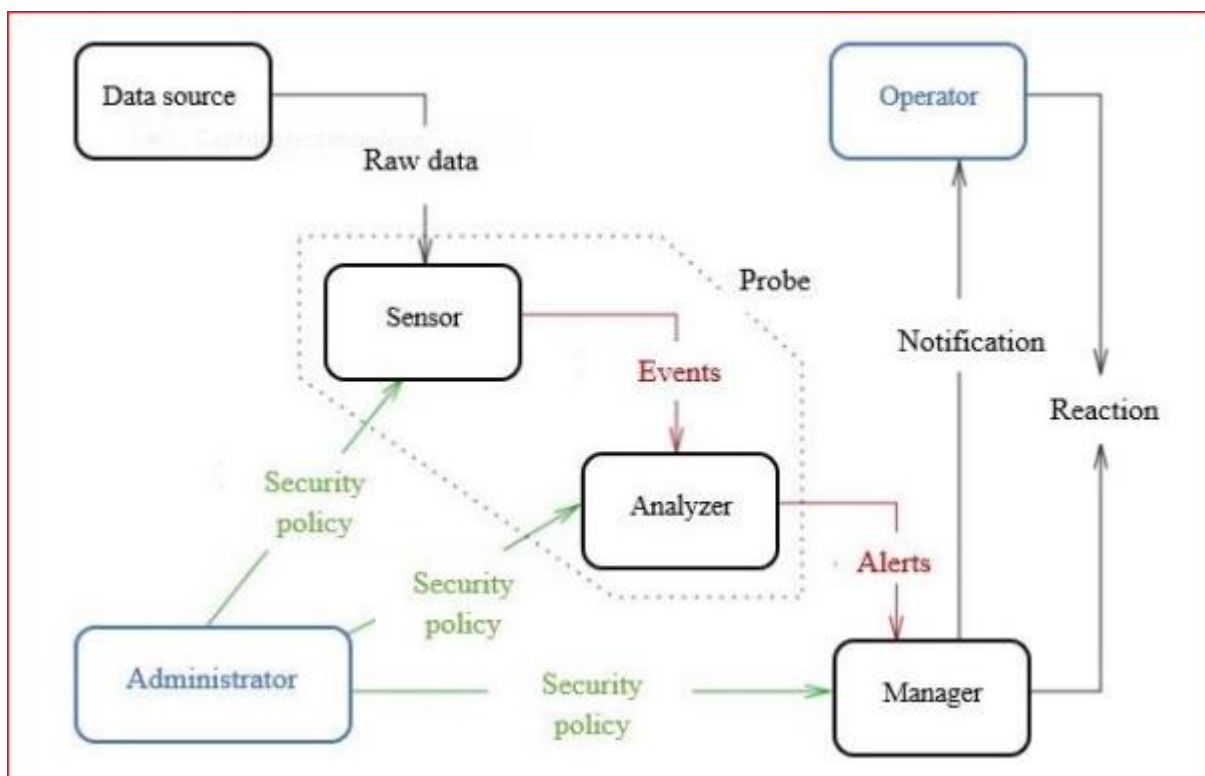 Data source
Operator
Raw data
Probe
Sensor
Notification
Events
Reaction
Security
policy
Analyzer
Alerts
Security
policy
Administrator
Security
policy
Manager